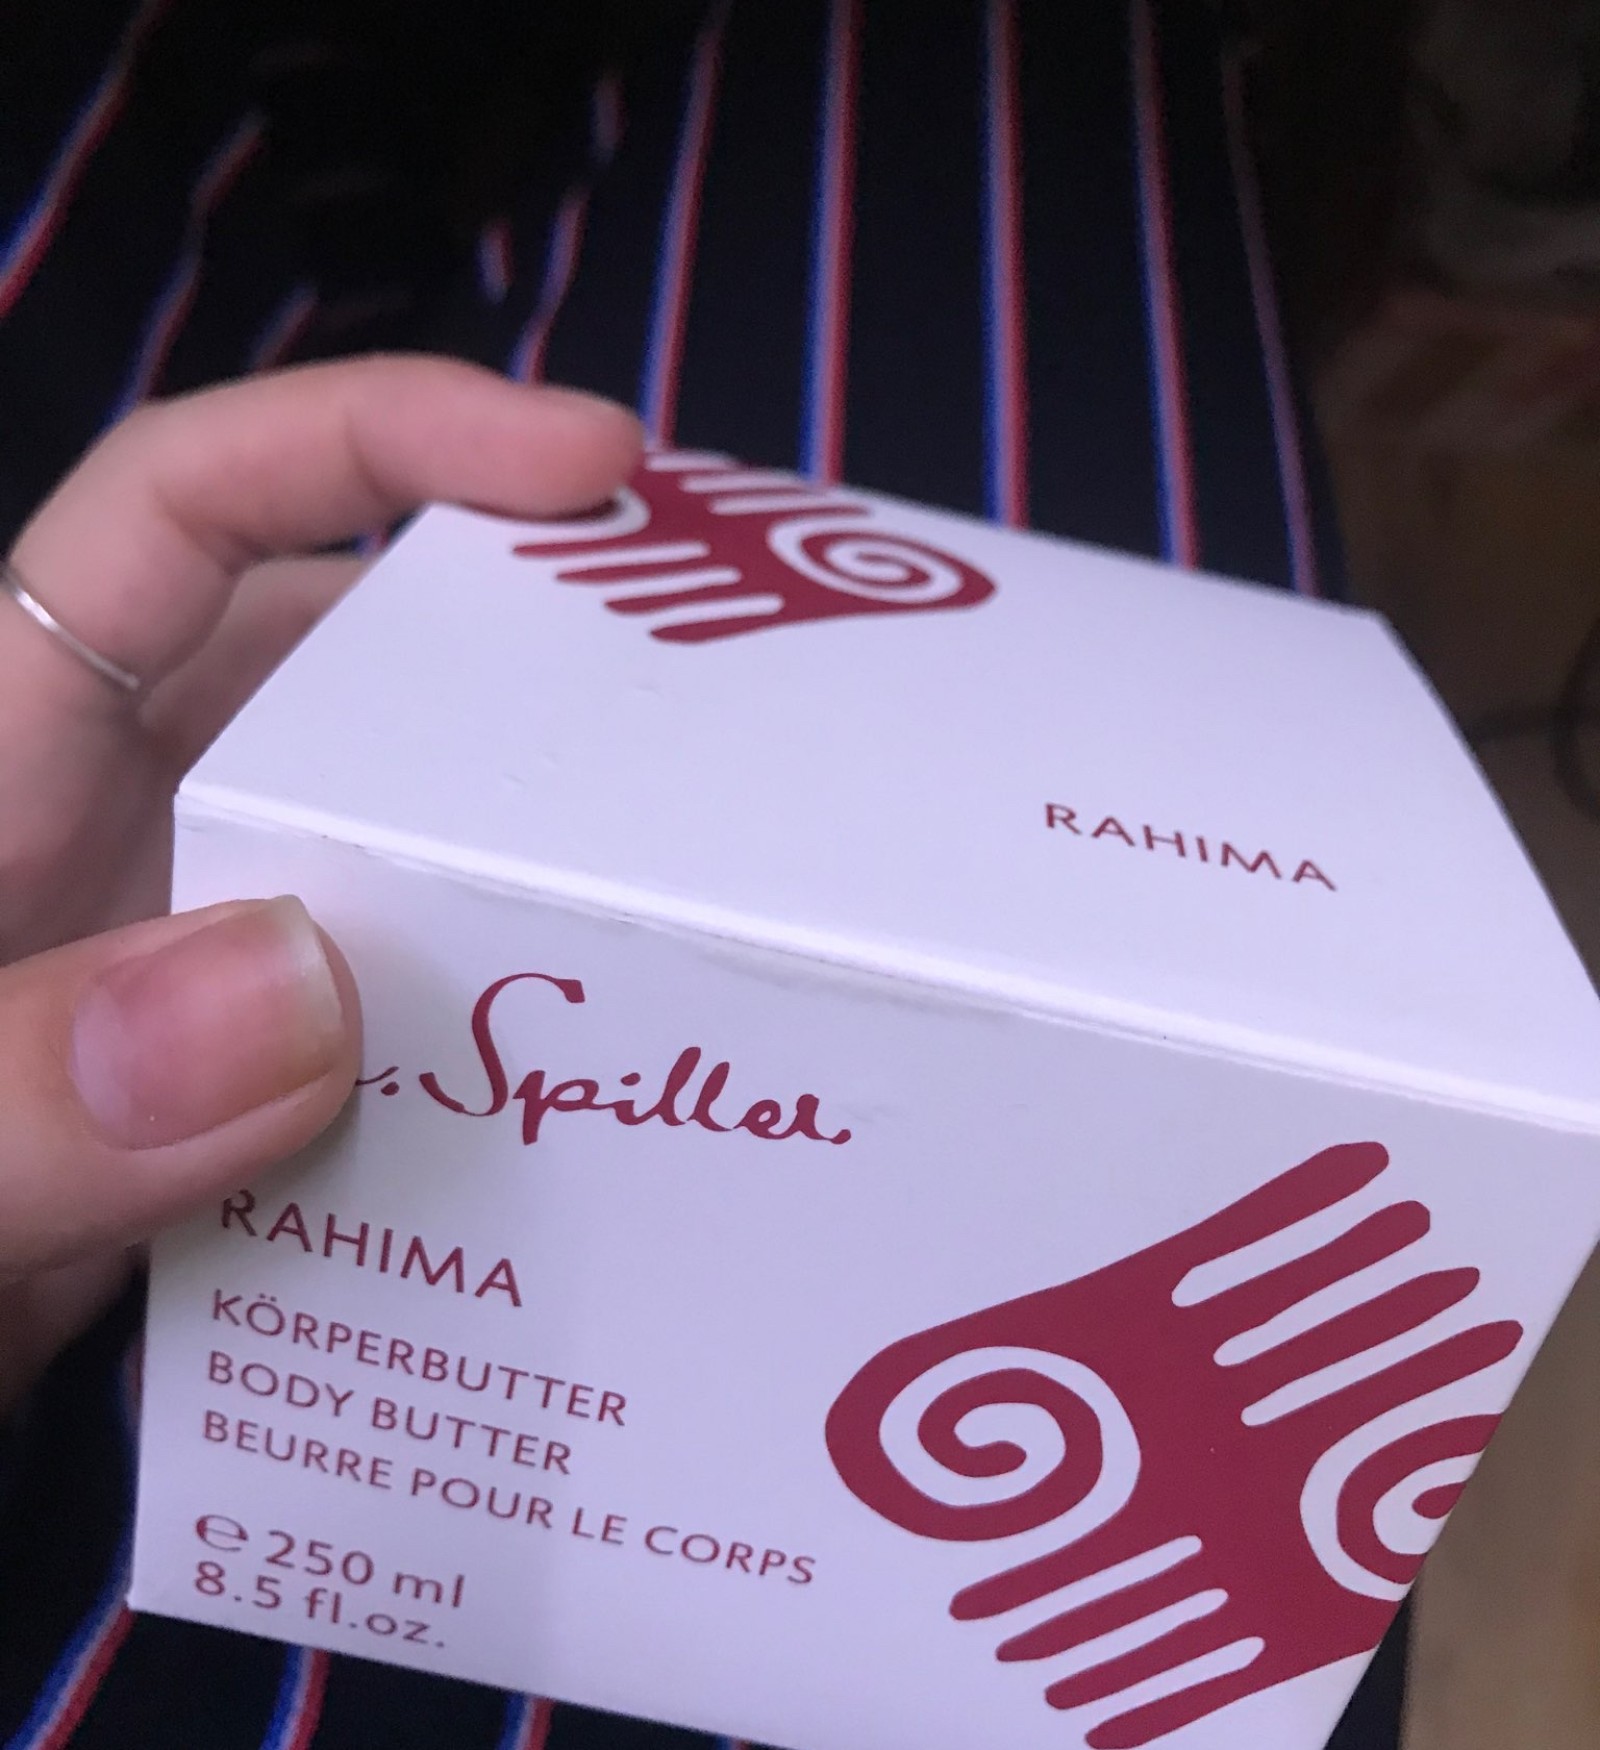 RAHIMA
. Spiller.
RAHIMA
KÖRPERBUTTER
BODY BUTTER
BEURRE POUR LE CORPS
℮ 250 ml
8.5 fl.oz.